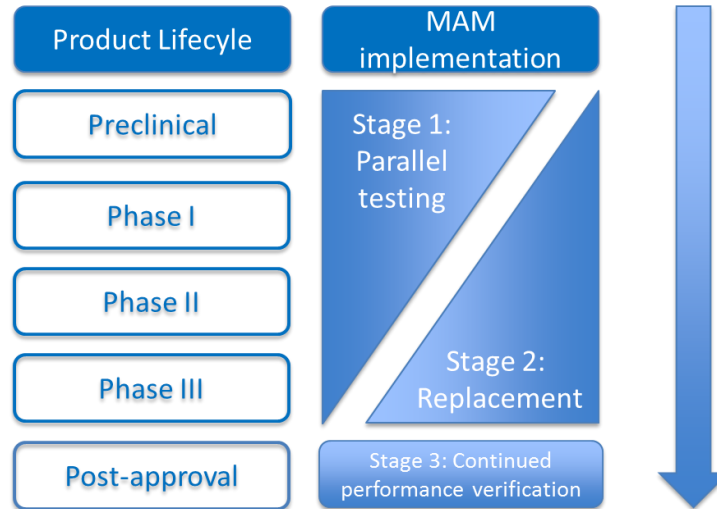 Product Lifecyle
MAM
implementation
Preclinical
Stage 1:
Parallel
testing
Phase I
Phase II
Phase III
Stage 2:
Replacement
Post-approval
Stage 3: Continued
performance verification